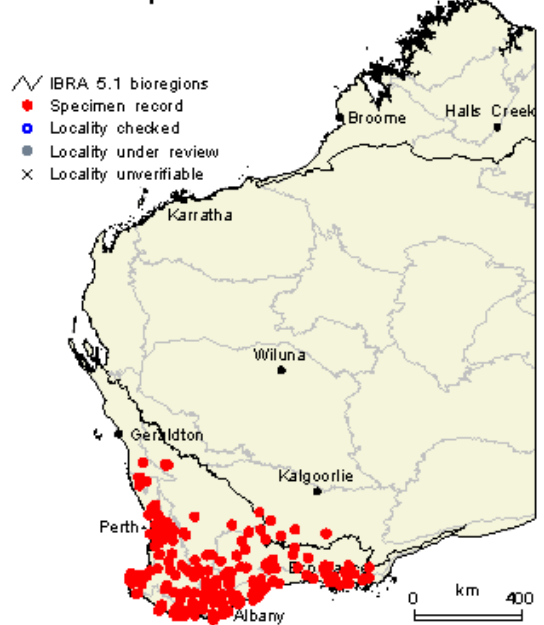 IBRA 5.1 bioregions
Specimen record
Locality checked
Locality under review
Locality unverifiable
Broome
Halls Creek
Karratha
Wiluna
Geraldton
Kalgoorlie
Perth
Albany
km
0 400